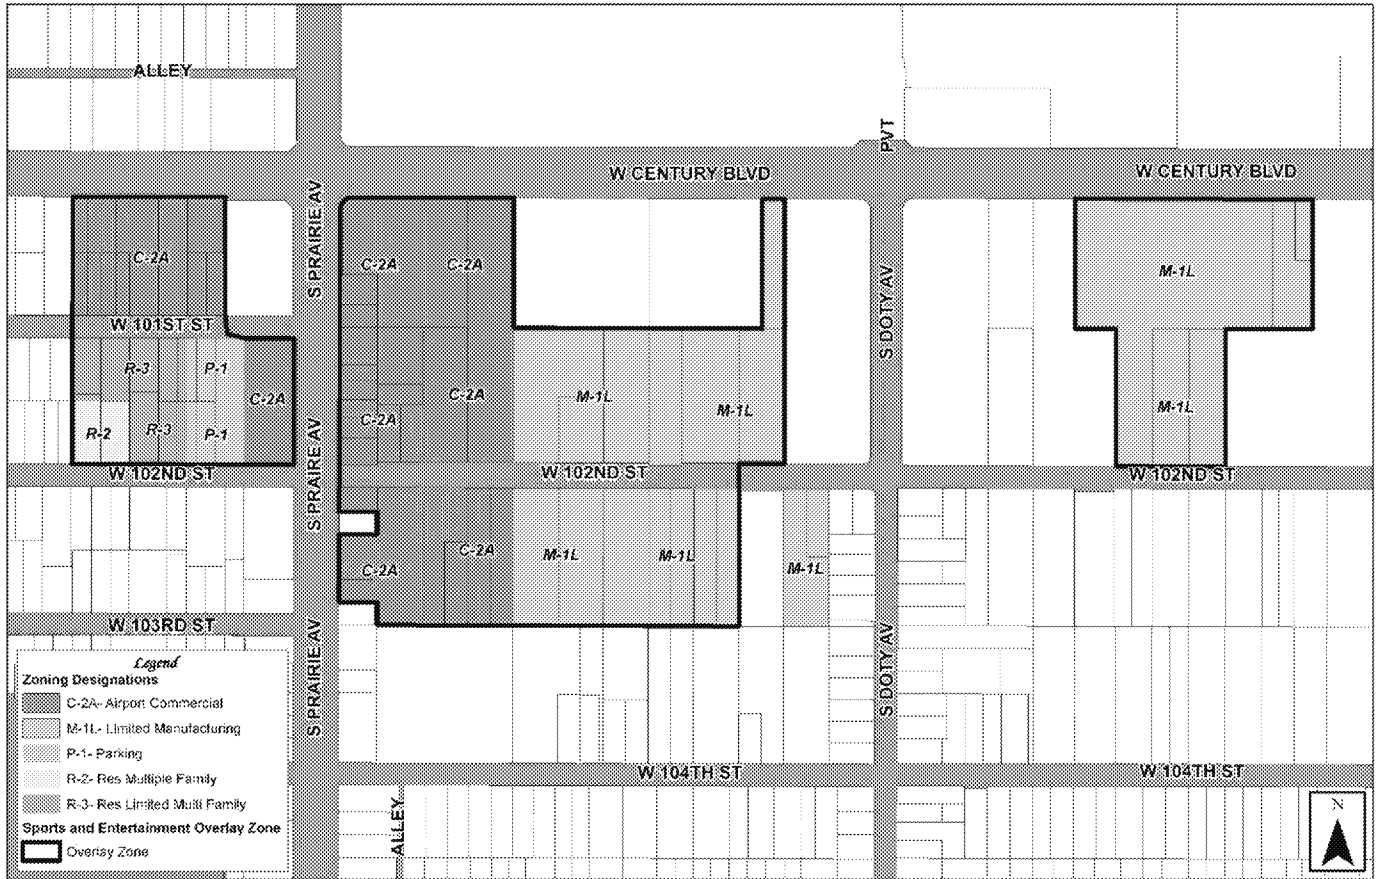 ALLEY
PVT
W CENTURY BLVD
W CENTURY BLVD
S PRAIRIE AV
C-2A
C-2A
C-2A
M-1L
S DOTY AV
W 101ST ST
R-3
P-1
C-2A
C-2A
C-2A
M-1L
M-1L
M-1L
R-2
R-3
P-1
W 102ND ST
W 102ND ST
W 102ND ST
S PRAIRE AV
C-2A
C-2A
M-1L
M-1L
M-1L
W 103RD ST
S PRAIRIE AV
S DOTY AV
Legend
Zoning Designations
C-2A- Airport Commercial
M-1L- Limited Manufacturing
P-1- Parking
R-2- Res Multiple Family
R-3- Res Limited Multi Family
Sports and Entertainment Overlay Zone
Overlay Zone
W 104TH ST
W 104TH ST
ALLEY
N